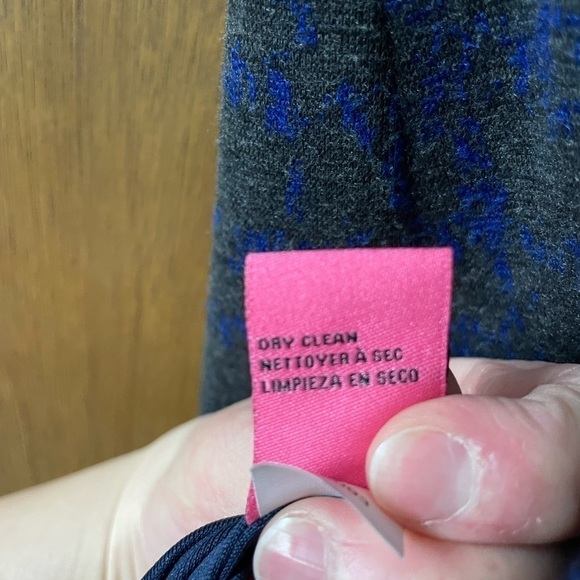 DRY CLEAN
NETTOYER À SEC
LIMPIEZA EN SECO